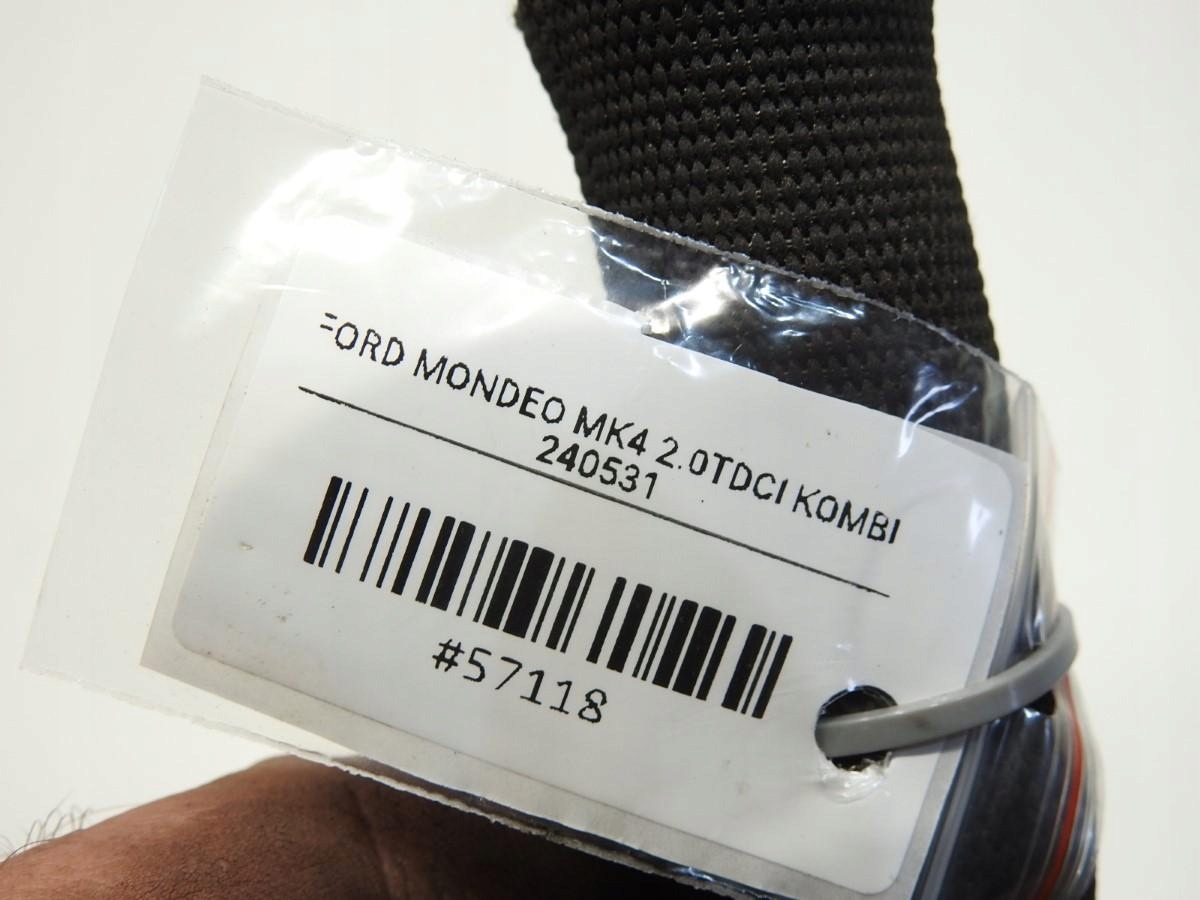 FORD MONDEO MK4 2.0TDCI KOMBI
240531
#57118